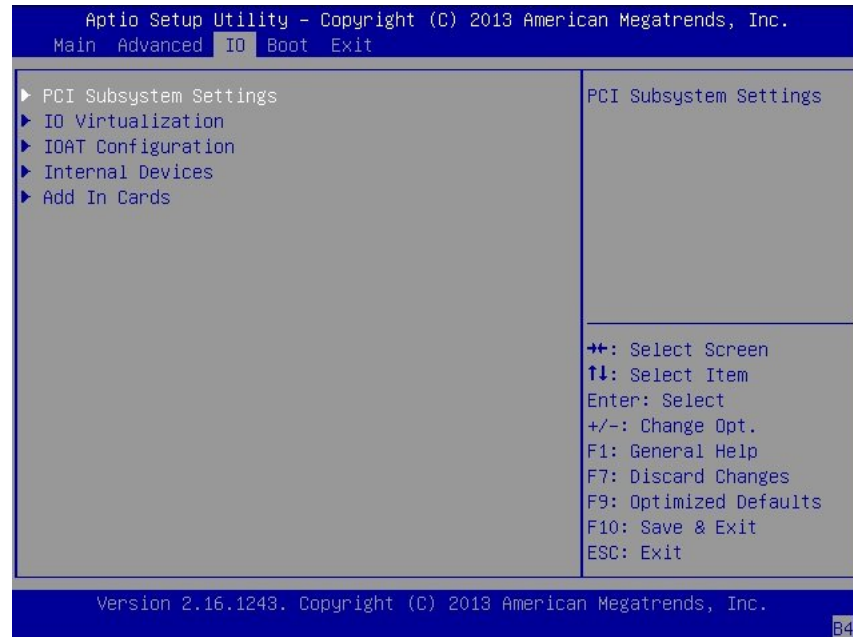 Aptio Setup Utility – Copyright (C) 2013 American Megatrends, Inc.
Main Advanced IO Boot Exit
▶ PCI Subsystem Settings
▶ IO Virtualization
▶ IOAT Configuration
▶ Internal Devices
▶ Add In Cards
PCI Subsystem Settings
→←: Select Screen
↑↓: Select Item
Enter: Select
+/-: Change Opt.
F1: General Help
F7: Discard Changes
F9: Optimized Defaults
F10: Save & Exit
ESC: Exit
Version 2.16.1243. Copyright (C) 2013 American Megatrends, Inc.
B4